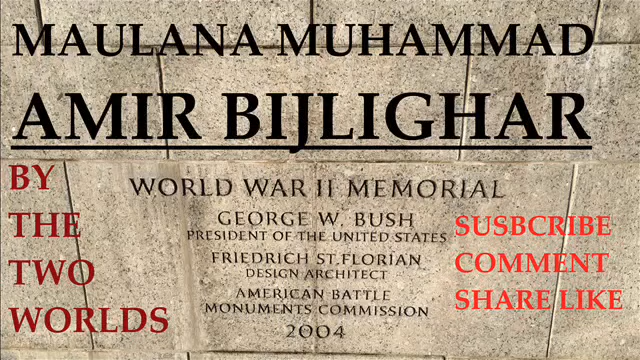 MAULANA MUHAMMAD
AMIR BIJLIGHAR
BY
THE
TWO
WORLDS
WORLD WAR II MEMORIAL
GEORGE W. BUSH
PRESIDENT OF THE UNITED STATES
FRIEDRICH ST.FLORIAN
DESIGN ARCHITECT
AMERICAN BATTLE
MONUMENTS COMMISSION
2004
SUSBCRIBE
COMMENT
SHARE LIKE